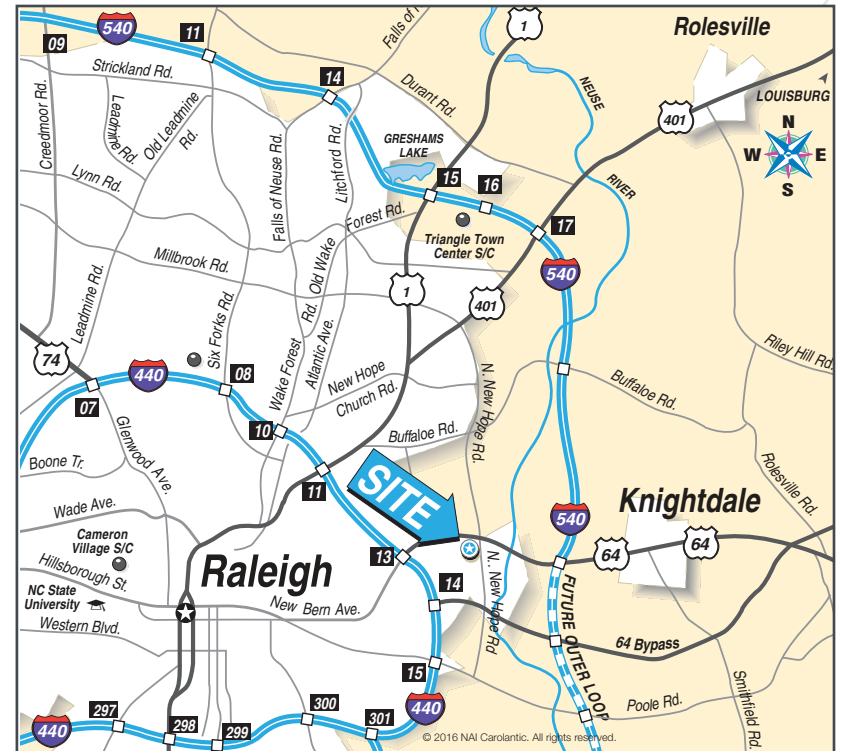 540
11
09
1
Rolesville
Strickland Rd.
14
Falls of
Durant Rd.
NEUSE
LOUISBURG
401
Creedmoor Rd.
Leadmine Rd.
Old Leadmine
Rd.
N
W
E
S
GRESHAMS
LAKE
Lynn Rd.
Falls of Neuse Rd.
Litchford Rd.
15
16
RIVER
Forest Rd.
17
Triangle Town
Center S/C
Millbrook Rd.
Old Wake
540
Leadmine Rd.
1
401
Six Forks Rd.
Rd.
Atlantic Ave.
Wake Forest
74
440
08
07
New Hope
Church Rd.
N. New Hope Rd.
Riley Hill Rd.
Buffaloe Rd.
Glenwood Ave.
10
Buffaloe Rd.
Boone Tr.
11
SITE
Rolesville Rd.
Wade Ave.
Knightdale
540
Cameron
Village S/C
13
64
64
Hillsborough St.
Raleigh
14
NC State
University
New Bern Ave.
N. New Hope Rd
FUTURE OUTER LOOP
Western Blvd.
64 Bypass
15
Smithfield Rd.
Poole Rd.
440
297
298
299
300
301
440
© 2016 NAI Carolantic. All rights reserved.